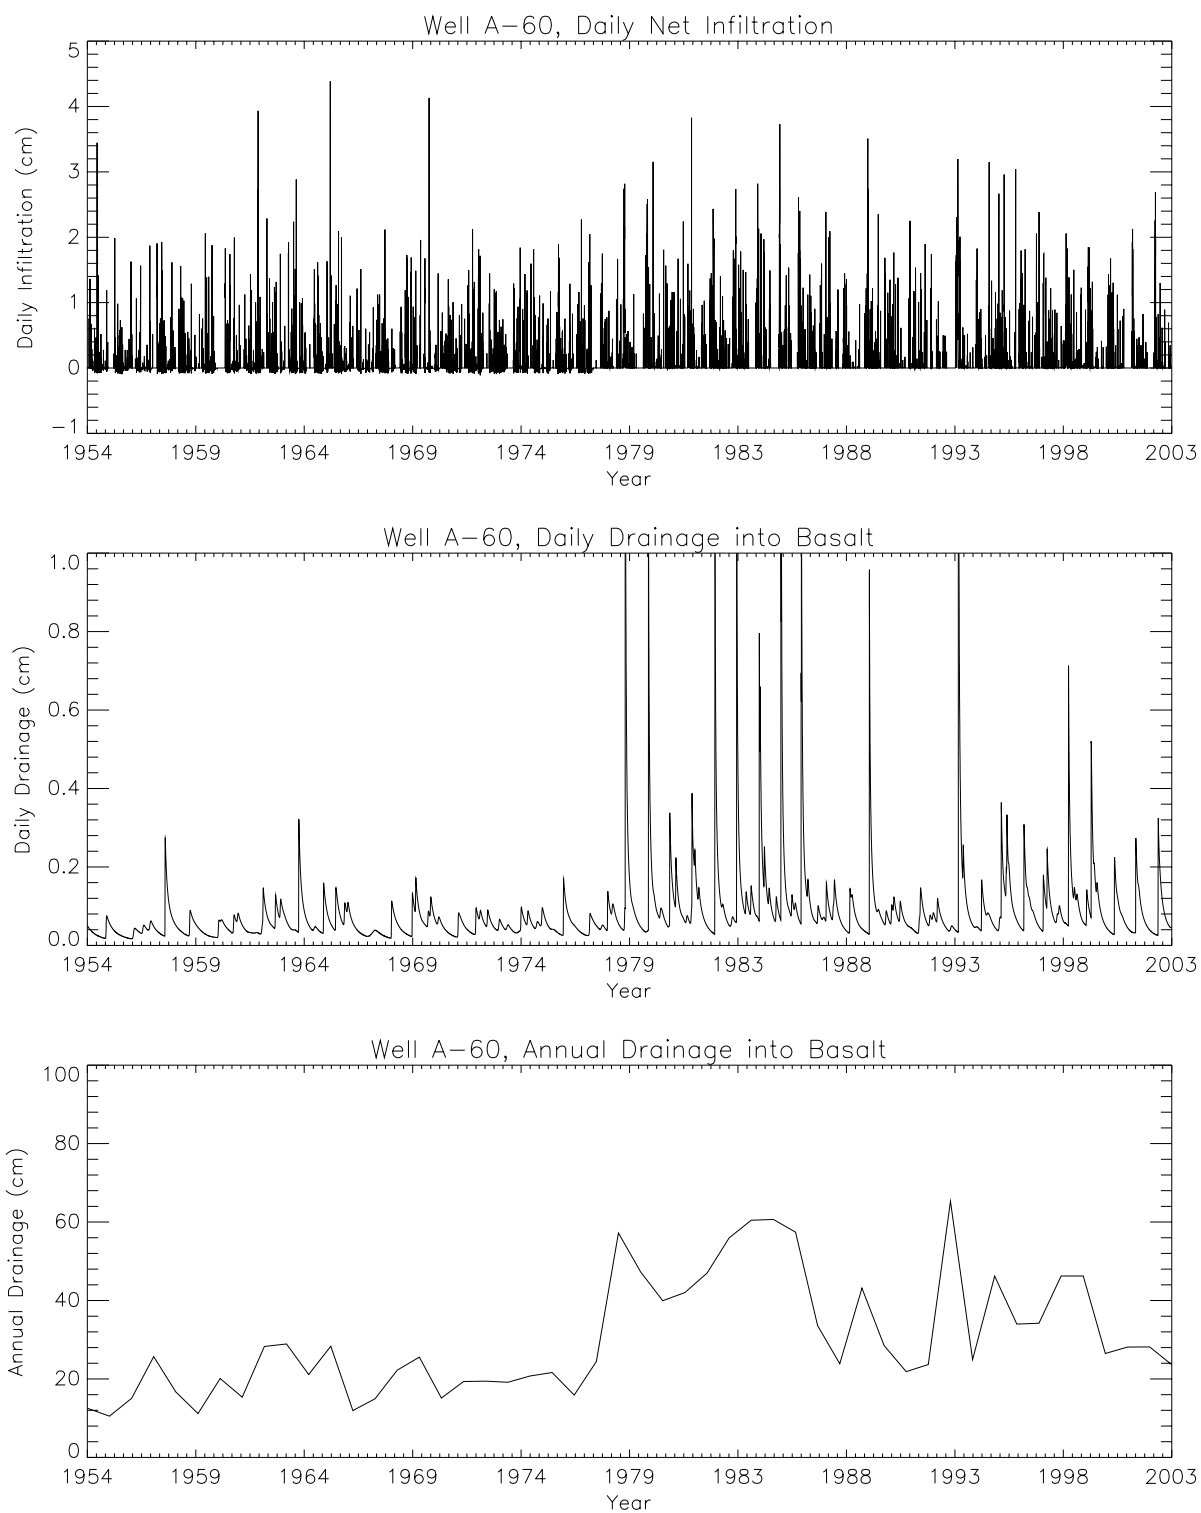 Well A-60, Daily Net Infiltration
5
4
3
2
1
0
-1
Daily Infiltration (cm)
1954 1959 1964 1969 1974 1979 1983 1988 1993 1998 2003
Year
Well A-60, Daily Drainage into Basalt
1.0
0.8
0.6
0.4
0.2
0.0
Daily Drainage (cm)
1954 1959 1964 1969 1974 1979 1983 1988 1993 1998 2003
Year
Well A-60, Annual Drainage into Basalt
100
80
60
40
20
0
Annual Drainage (cm)
1954 1959 1964 1969 1974 1979 1983 1988 1993 1998 2003
Year